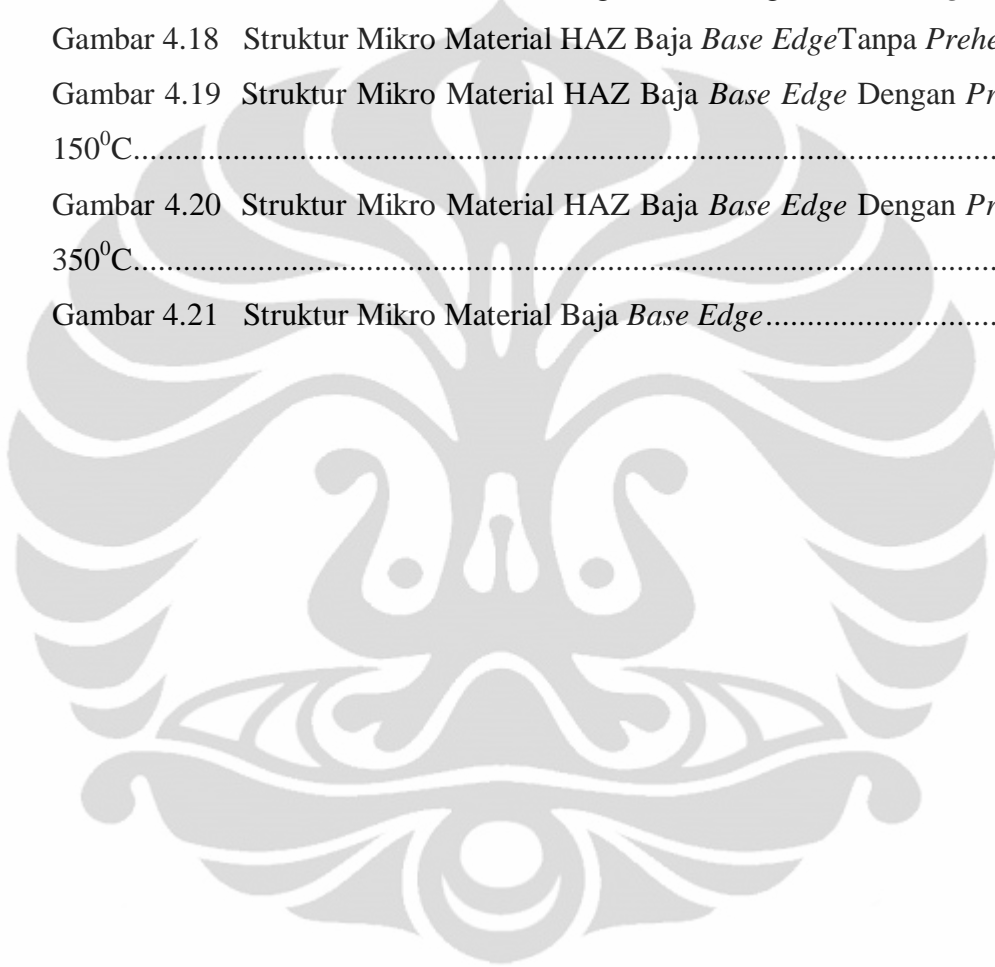 Gambar 4.18 Struktur Mikro Material HAZ Baja Base EdgeTanpa
Gambar 4.19 Struktur Mikro Material HAZ Baja Base Edge Dengan
150⁰C....................................................................................................
Gambar 4.20 Struktur Mikro Material HAZ Baja Base Edge Dengan
350⁰C....................................................................................................
Gambar 4.21 Struktur Mikro Material Baja Base Edge............................